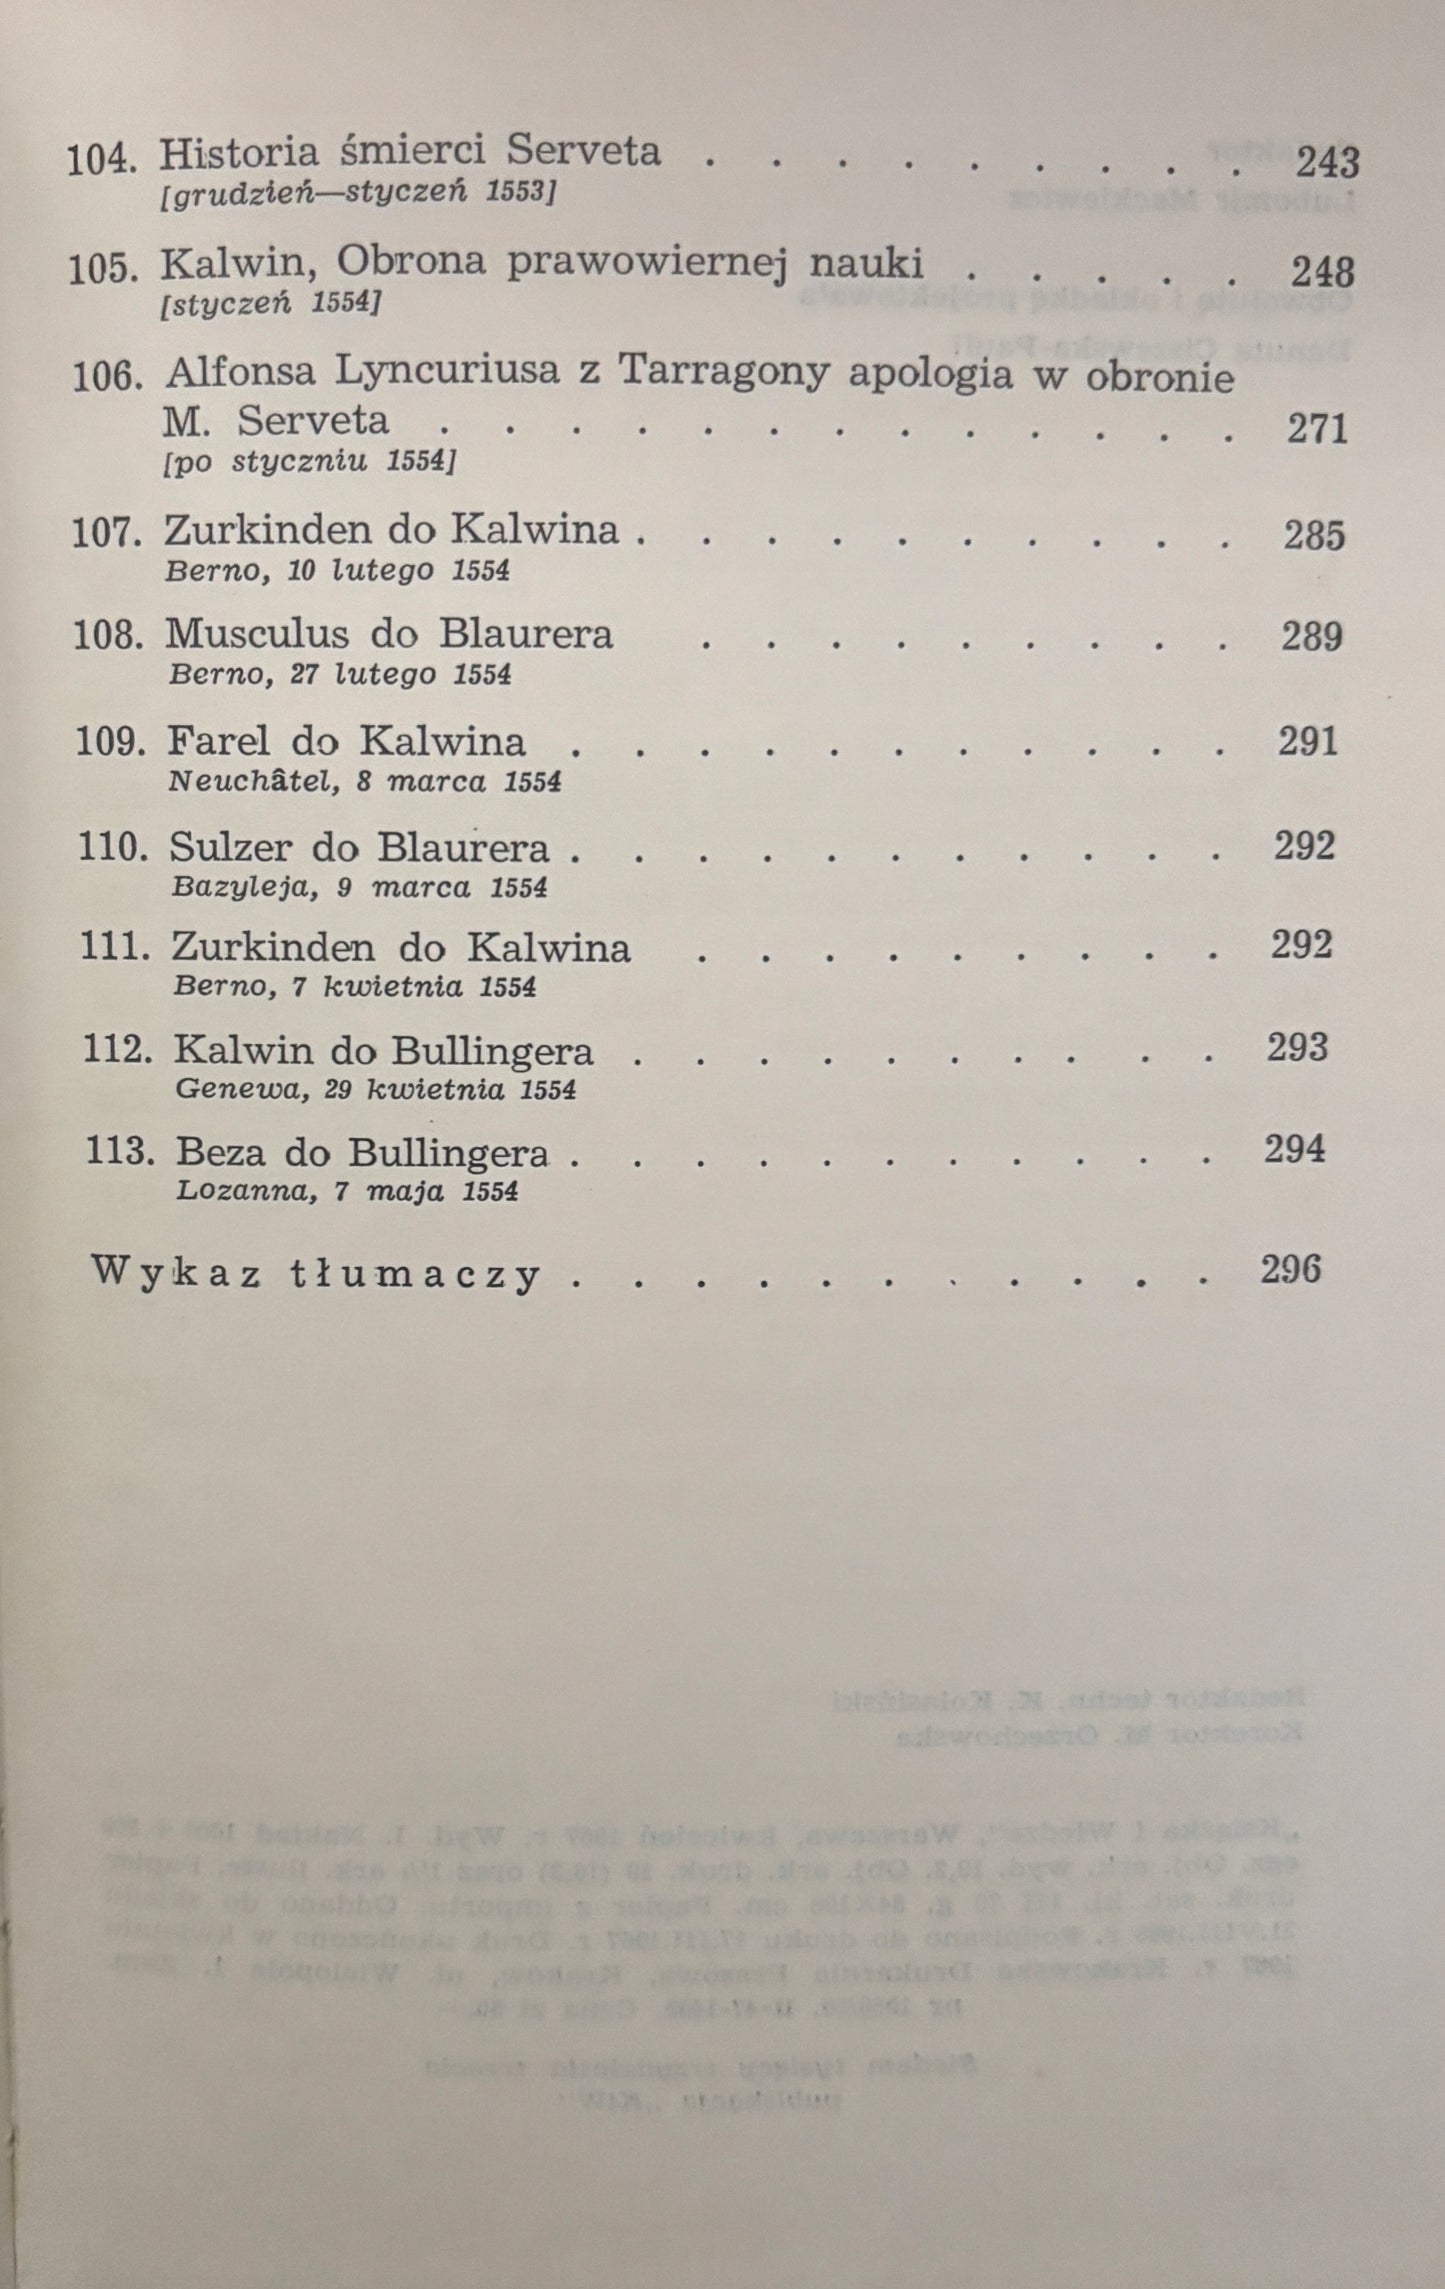 104. Historia śmierci Serveta . . . . . . . . . 243
[grudzień—styczeń 1553]
105. Kalwin, Obrona prawowiernej nauki . . . . . 248
[styczeń 1554]
106. Alfonsa Lyncuriusa z Tarragony apologia w obronie
M. Serveta . . . . . . . . . . . . . 271
[po styczniu 1554]
107. Zurkinden do Kalwina . . . . . . . . . . 285
Berno, 10 lutego 1554
108. Musculus do Blaurera . . . . . . . . . 289
Berno, 27 lutego 1554
109. Farel do Kalwina . . . . . . . . . . . 291
Neuchâtel, 8 marca 1554
110. Sulzer do Blaurera . . . . . . . . . . . 292
Bazyleja, 9 marca 1554
111. Zurkinden do Kalwina . . . . . . . . . 292
Berno, 7 kwietnia 1554
112. Kalwin do Bullingera . . . . . . . . . . 293
Genewa, 29 kwietnia 1554
113. Beza do Bullingera . . . . . . . . . . . 294
Lozanna, 7 maja 1554
Wykaz tłumaczy . . . . . . . . . . . 296